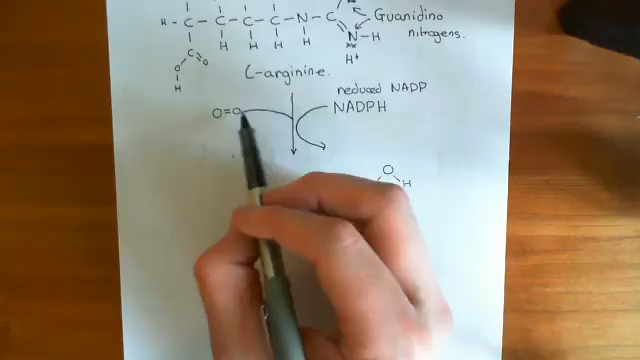 H - C - C - C - C - N - C
Guanidino
nitrogens.
N - H
H H H H
C
O O
H
H+
L-arginine.
reduced NADP
O=O
NADPH
O
H